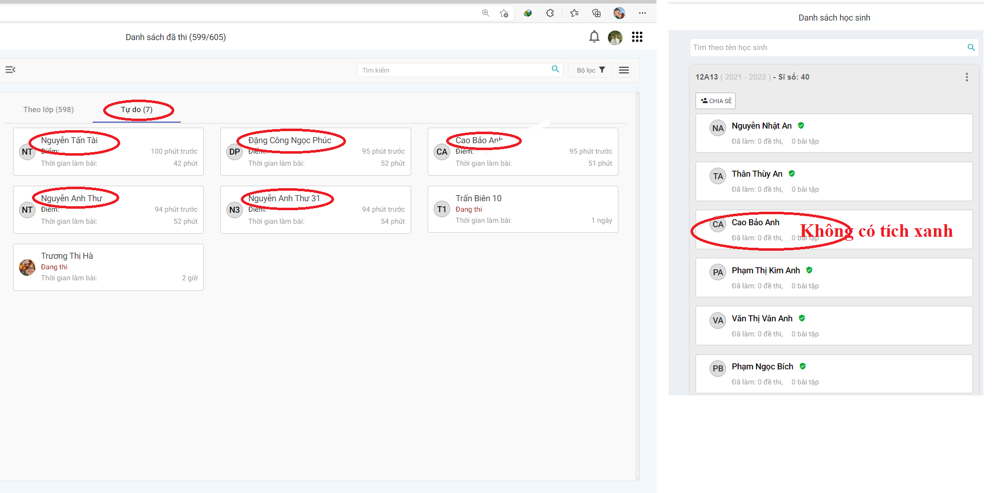 Danh sách đã thi (599/605)
Tìm kiếm
Bộ lọc
Theo lớp (598)
Tự do (7)
NT
Nguyễn Tấn Tài
Điểm:
100 phút trước
Thời gian làm bài:
42 phút
DP
Đặng Công Ngọc Phúc
Điểm:
95 phút trước
Thời gian làm bài:
52 phút
CA
Cao Bảo Anh
Điểm:
95 phút trước
Thời gian làm bài:
51 phút
NT
Nguyễn Anh Thư
Điểm:
94 phút trước
Thời gian làm bài:
52 phút
N3
Nguyễn Anh Thư 31
Điểm:
94 phút trước
Thời gian làm bài:
54 phút
T1
Trấn Biên 10
Đang thi
Thời gian làm bài:
1 ngày
Trương Thị Hà
Đang thi
Thời gian làm bài:
2 giờ
Danh sách học sinh
Tìm theo tên học sinh
12A13 ( 2021 - 2022 ) - Sĩ số: 40
CHIA SẺ
NA
Nguyễn Nhật An
Đã làm: 0 đề thi, 0 bài tập
TA
Thân Thùy An
Đã làm: 0 đề thi, 0 bài tập
CA
Cao Bảo Anh
Không có tích xanh
Đã làm: 0 đề thi, 0 bài tập
PA
Phạm Thị Kim Anh
Đã làm: 0 đề thi, 0 bài tập
VA
Văn Thị Vân Anh
Đã làm: 0 đề thi, 0 bài tập
PB
Phạm Ngọc Bích
Đã làm: 0 đề thi, 0 bài tập